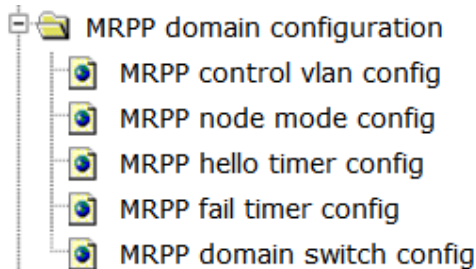 MRPP domain configuration
MRPP control vlan config
MRPP node mode config
MRPP hello timer config
MRPP fail timer config
MRPP domain switch config